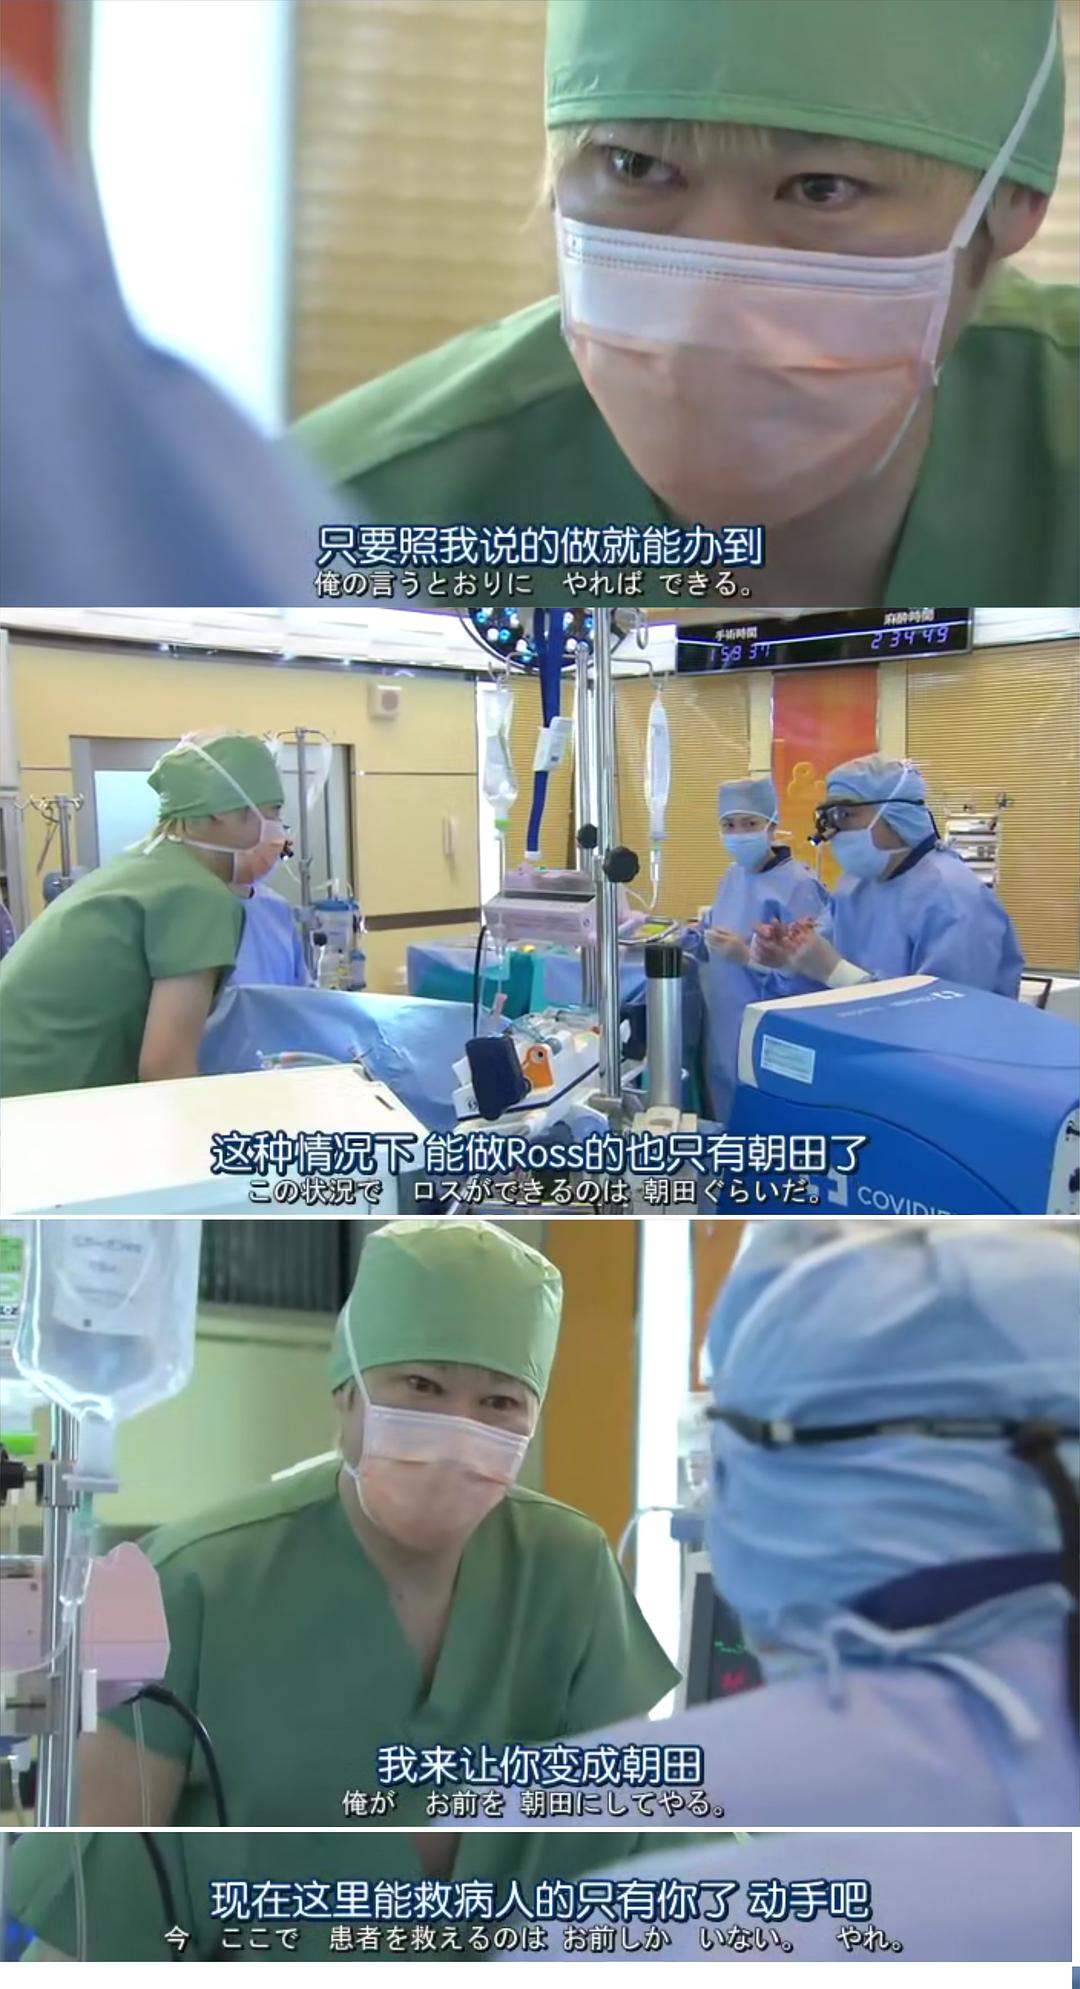 只要照我说的做就能办到
俺の言うとおりに　やれば できる。
手術時間
麻酔時間
1 59 37
2 34 49
这种情况下 能做Ross的也只有朝田了
この状況で　ロスができるのは 朝田ぐらいだ。
我来让你变成朝田
俺が　お前を 朝田にしてやる。
现在这里能救病人的只有你了 动手吧
今　ここで　患者を救えるのは お前しか　いない。　やれ。